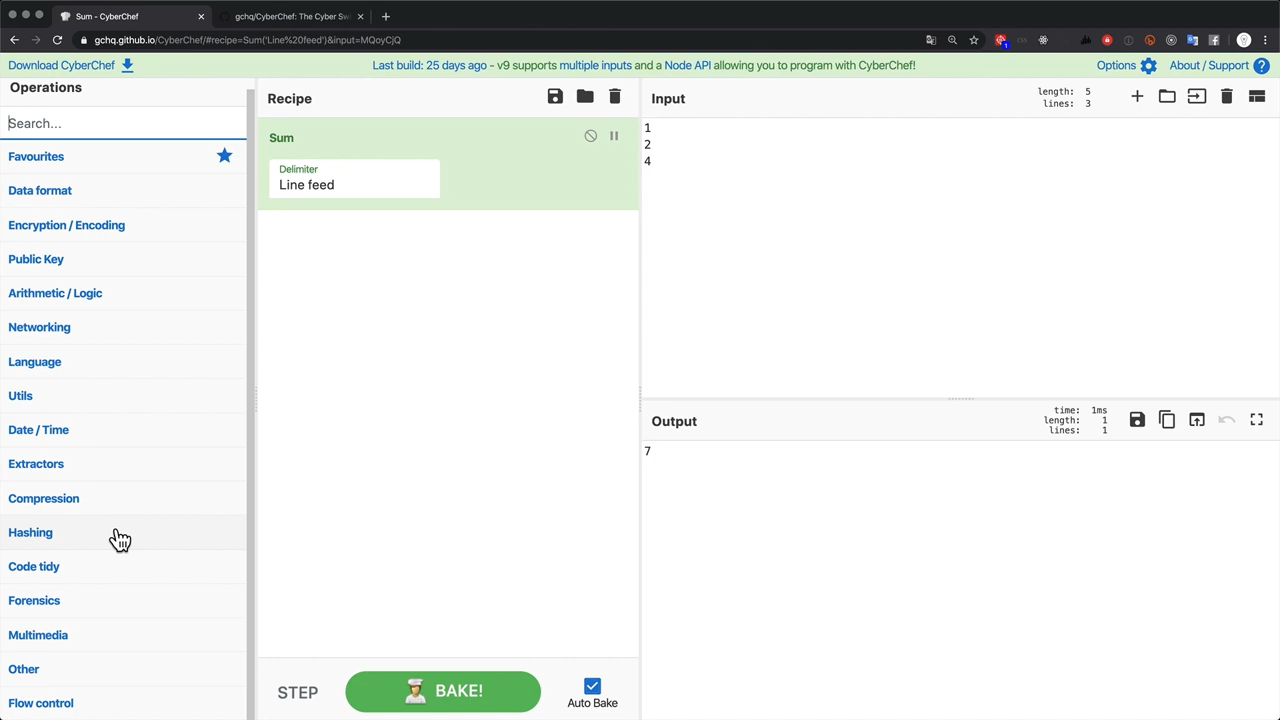 Sum - CyberChef
gchq/CyberChef: The Cyber Sw
gchq.github.io/CyberChef/#recipe=Sum('Line%20feed')&input=MQoyCjQ
Download CyberChef
Last build: 25 days ago - v9 supports multiple inputs and a Node API allowing you to program with CyberChef!
Options
About / Support
Operations
Search...
Favourites
Data format
Encryption / Encoding
Public Key
Arithmetic / Logic
Networking
Language
Utils
Date / Time
Extractors
Compression
Hashing
Code tidy
Forensics
Multimedia
Other
Flow control
Recipe
Sum
Delimiter
Line feed
STEP
BAKE!
Auto Bake
Input
length: 5
lines: 3
1
2
4
Output
time: 1ms
length: 1
lines: 1
7